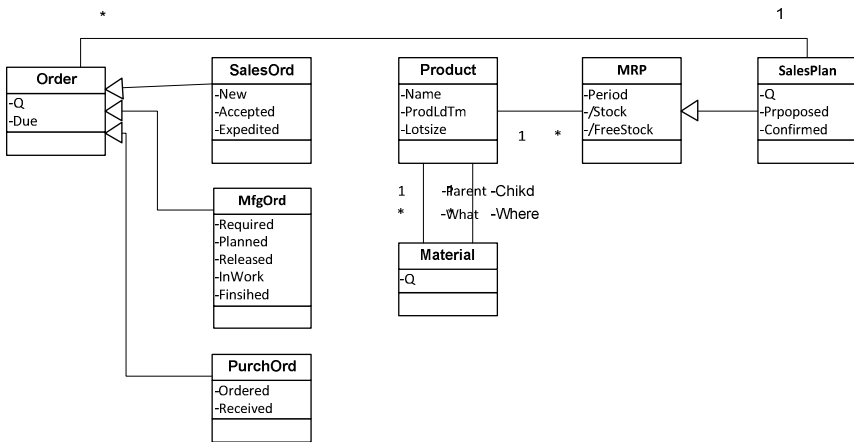 * 1
Order
-Q
-Due
SalesOrd
-New
-Accepted
-Expedited
MfgOrd
-Required
-Planned
-Released
-InWork
-Finsihed
PurchOrd
-Ordered
-Received
Product
-Name
-ProdLdTm
-Lotsize
1 *
MRP
-Period
-/Stock
-/FreeStock
SalesPlan
-Q
-Prpoposed
-Confirmed
1 -Parent -Chikd
* -What -Where
Material
-Q